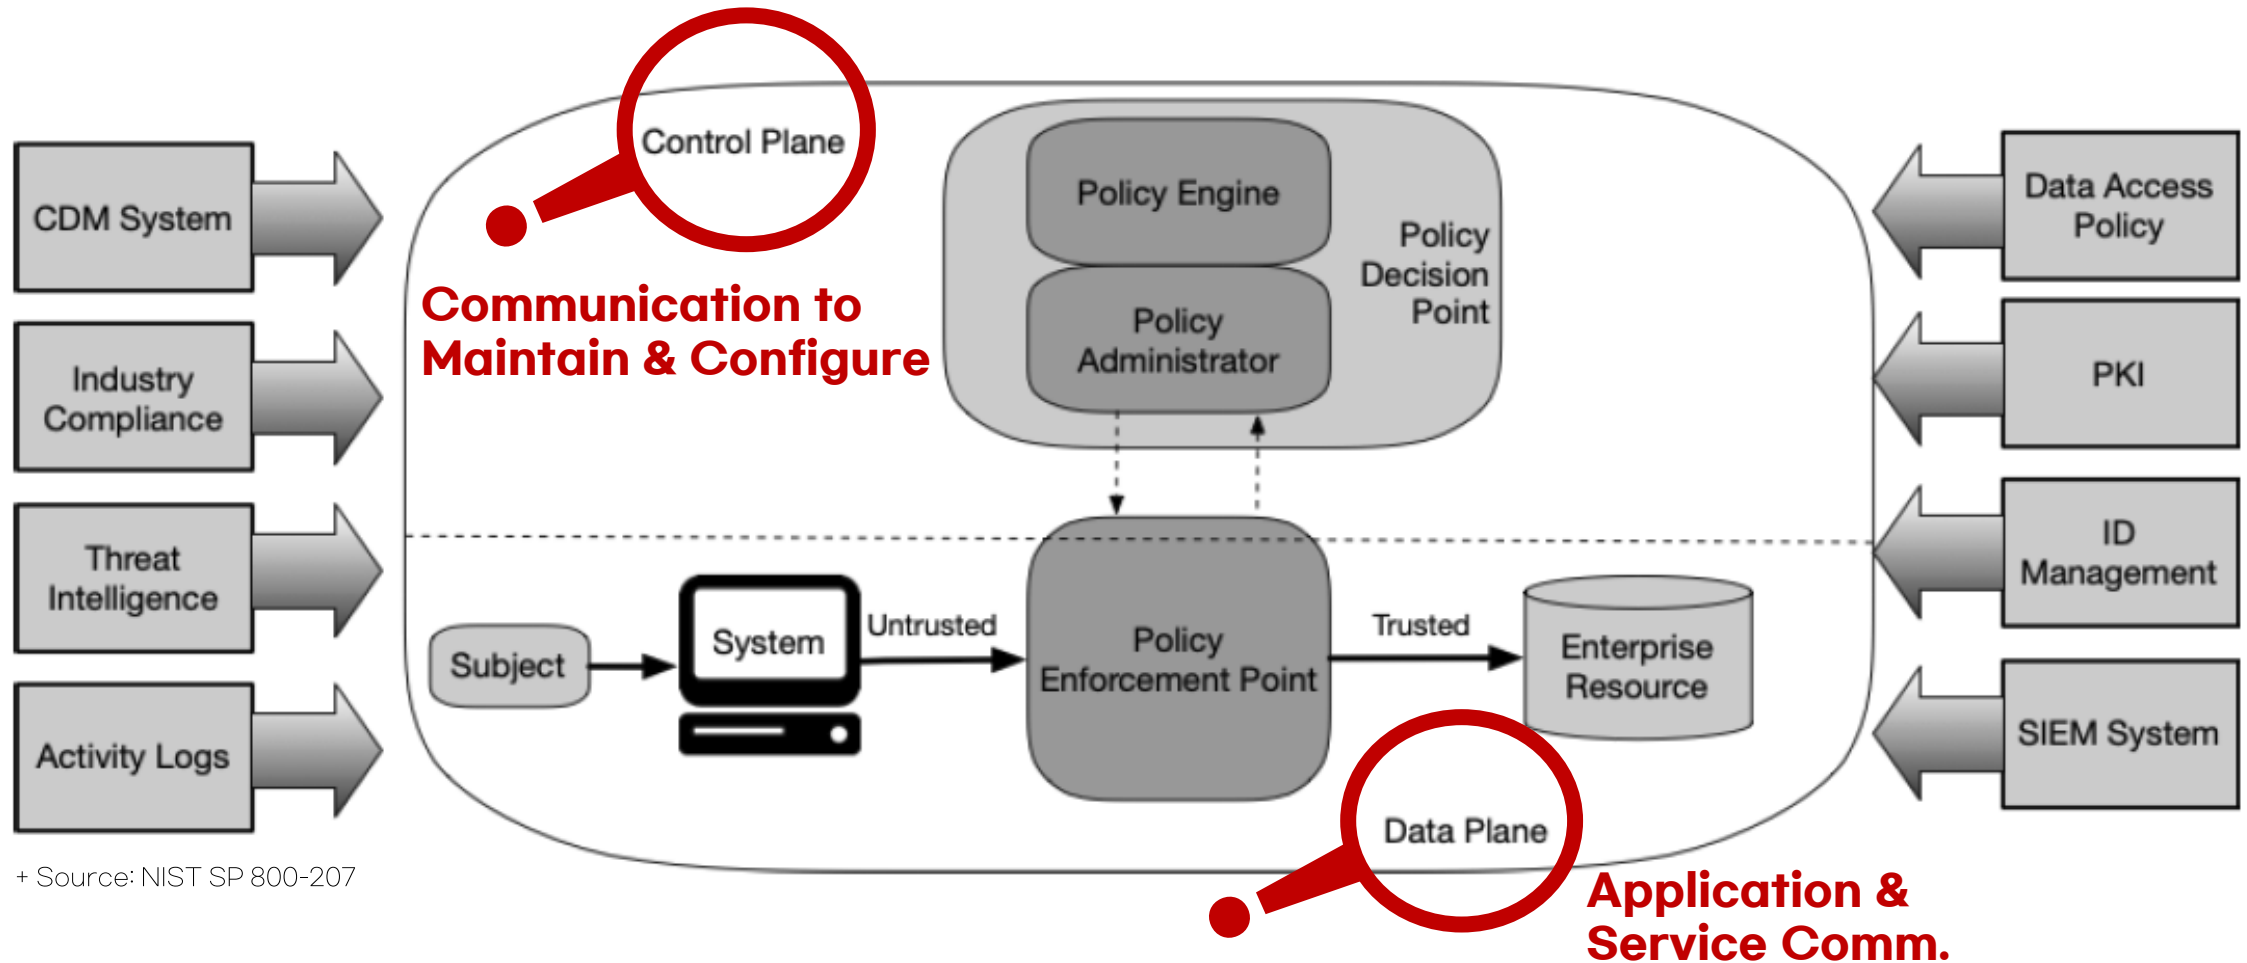 Control Plane
Communication to
Maintain & Configure
CDM System
Industry
Compliance
Threat
Intelligence
Activity Logs
Policy Engine
Policy
Administrator
Policy
Decision
Point
Subject
System
Untrusted
Policy
Enforcement Point
Trusted
Enterprise
Resource
Data Plane
Application &
Service Comm.
Data Access
Policy
PKI
ID
Management
SIEM System
+ Source: NIST SP 800-207